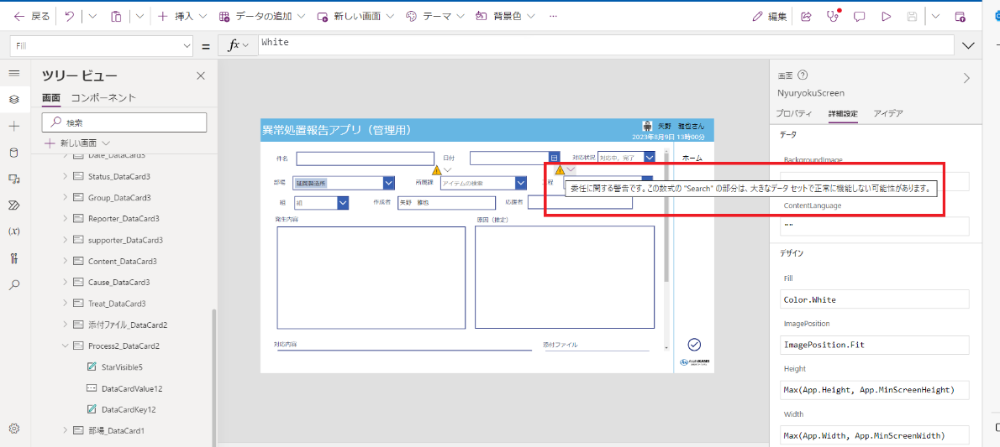 戻る 挿入 データの追加 新しい画面 テーマ 背景色 ... 編集
Fill = fx White
ツリー ビュー
画面 コンポーネント
検索
新しい画面
Date_DataCard3
Status_DataCard3
Group_DataCard3
Reporter_DataCard3
supporter_DataCard3
Content_DataCard3
Cause_DataCard3
Treat_DataCard3
添付ファイル_DataCard2
Process2_DataCard2
StarVisible5
DataCardValue12
DataCardKey12
部場_DataCard1
異常処置報告アプリ（管理用）
矢野 雅也さん
2023年8月9日 13時00分
件名 日付 対応状況 対応中, 完了 ホーム
部場 延岡製造所 所属課 アイテムの検索 工程
委任に関する警告です。この数式の "Search" の部分は、大きなデータ セットで正常に機能しない可能性があります。
組 組 作成者 矢野 雅也 応援者
発生内容 原因（推定）
対応内容 添付ファイル
画面
NyuryokuScreen
プロパティ 詳細設定 アイデア
データ
BackgroundImage
ContentLanguage
""
デザイン
Fill
Color.White
ImagePosition
ImagePosition.Fit
Height
Max(App.Height, App.MinScreenHeight)
Width
Max(App.Width, App.MinScreenWidth)